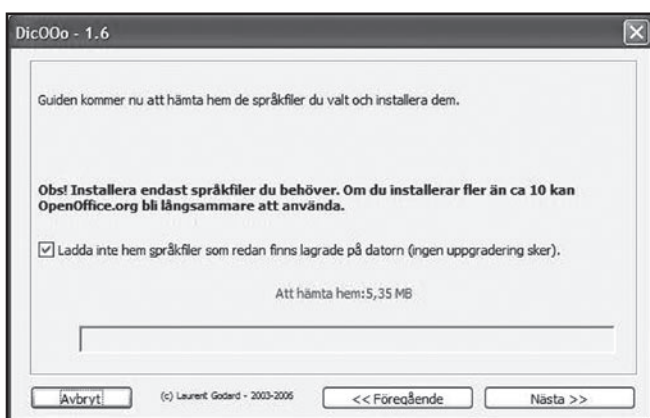 DicOOo - 1.6
Guiden kommer nu att hämta hem de språkfiler du valt och installera dem.
Obs! Installera endast språkfiler du behöver. Om du installerar fler än ca 10 kan
OpenOffice.org bli långsammare att använda.
Ladda inte hem språkfiler som redan finns lagrade på datorn (ingen uppgradering sker).
Att hämta hem:5,35 MB
Avbryt (c) Laurent Godard - 2003-2006 << Föregående Nästa >>